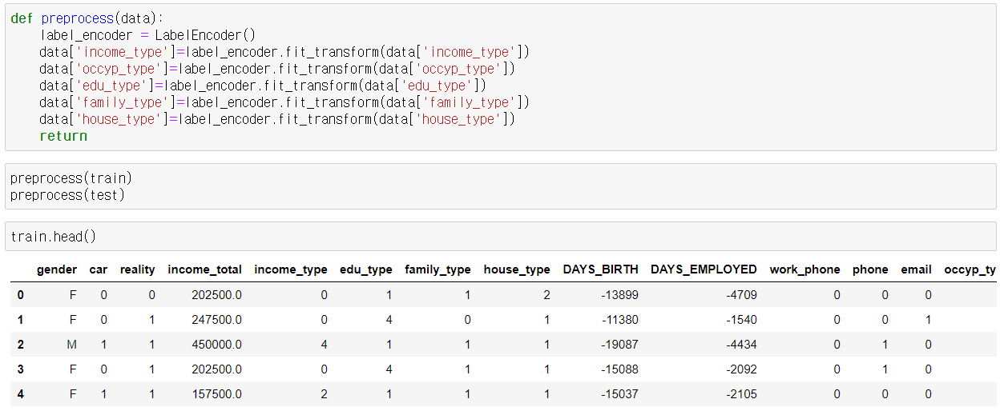 def preprocess(data):
    label_encoder = LabelEncoder()
    data['income_type']=label_encoder.fit_transform(data['income_type'])
    data['occyp_type']=label_encoder.fit_transform(data['occyp_type'])
    data['edu_type']=label_encoder.fit_transform(data['edu_type'])
    data['family_type']=label_encoder.fit_transform(data['family_type'])
    data['house_type']=label_encoder.fit_transform(data['house_type'])
    return
preprocess(train)
preprocess(test)
train.head()
gender car reality income_total income_type edu_type family_type house_type DAYS_BIRTH DAYS_EMPLOYED work_phone phone email occyp_ty
0 F 0 0 202500.0 0 1 1 2 -13899 -4709 0 0 0
1 F 0 1 247500.0 0 4 0 1 -11380 -1540 0 0 1
2 M 1 1 450000.0 4 1 1 1 -19087 -4434 0 1 0
3 F 0 1 202500.0 0 4 1 1 -15088 -2092 0 1 0
4 F 1 1 157500.0 2 1 1 1 -15037 -2105 0 0 0